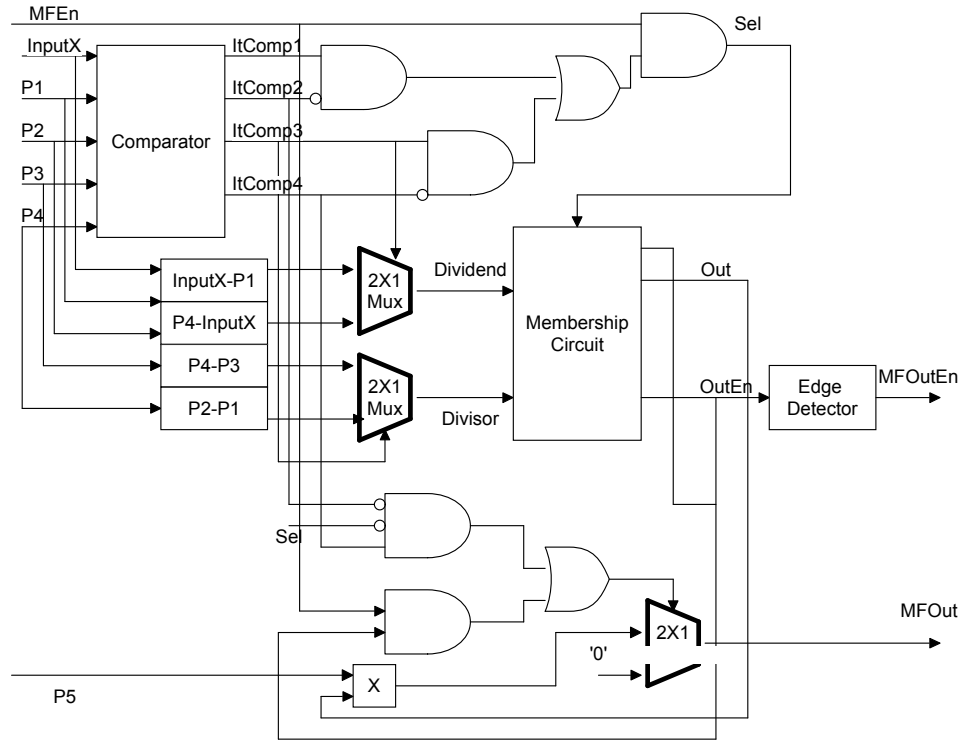 MFEn
Sel
InputX
ItComp1
P1
ItComp2
P2
ItComp3
Comparator
P3
ItComp4
P4
InputX-P1
P4-InputX
P4-P3
P2-P1
2X1
Mux
Dividend
2X1
Mux
Divisor
Membership
Circuit
Out
OutEn
Edge
Detector
MFOutEn
Sel
2X1
MFOut
'0'
X
P5